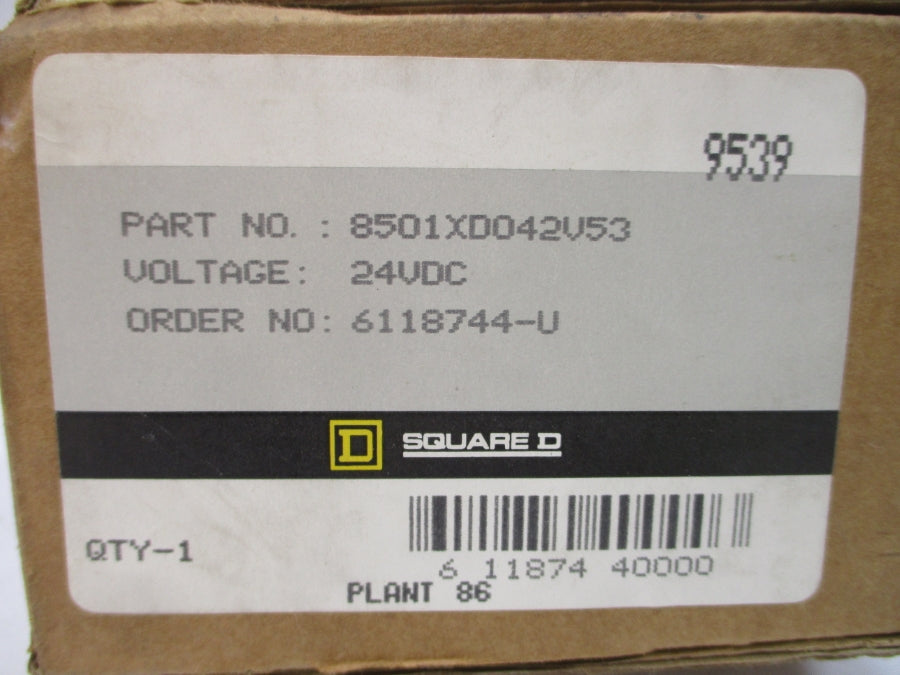 9539
PART NO. : 8501XD042V53
VOLTAGE: 24VDC
ORDER NO: 6118744-U
D SQUARE D
QTY-1
6 11874 40000
PLANT 86